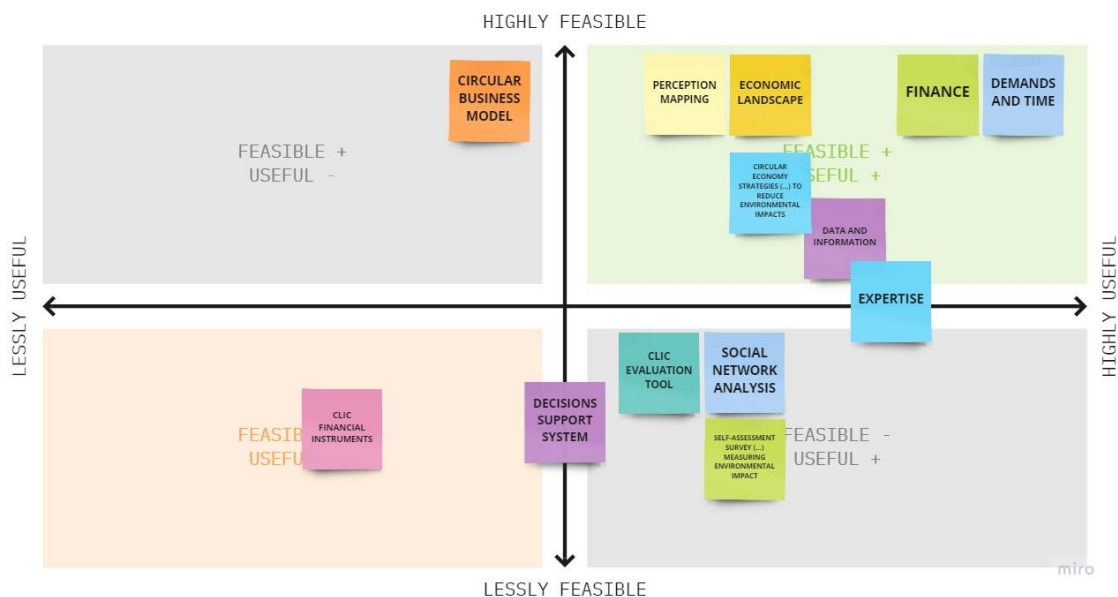 HIGHLY FEASIBLE
CIRCULAR
BUSINESS
MODEL
FEASIBLE +
USEFUL -
PERCEPTION
MAPPING
ECONOMIC
LANDSCAPE
FINANCE
DEMANDS
AND TIME
FEASIBLE +
USEFUL +
CIRCULAR
ECONOMY
STRATEGIES (...) TO
REDUCE
ENVIRONMENTAL
IMPACTS
DATA AND
INFORMATION
EXPERTISE
LESSLY USEFUL
HIGHLY USEFUL
CLIC
FINANCIAL
INSTRUMENTS
DECISIONS
SUPPORT
SYSTEM
CLIC
EVALUATION
TOOL
SOCIAL
NETWORK
ANALYSIS
SELF-ASSESSMENT
SURVEY (...)
MEASURING
ENVIRONMENTAL
IMPACT
FEASIBLE -
USEFUL +
LESSLY FEASIBLE
miro